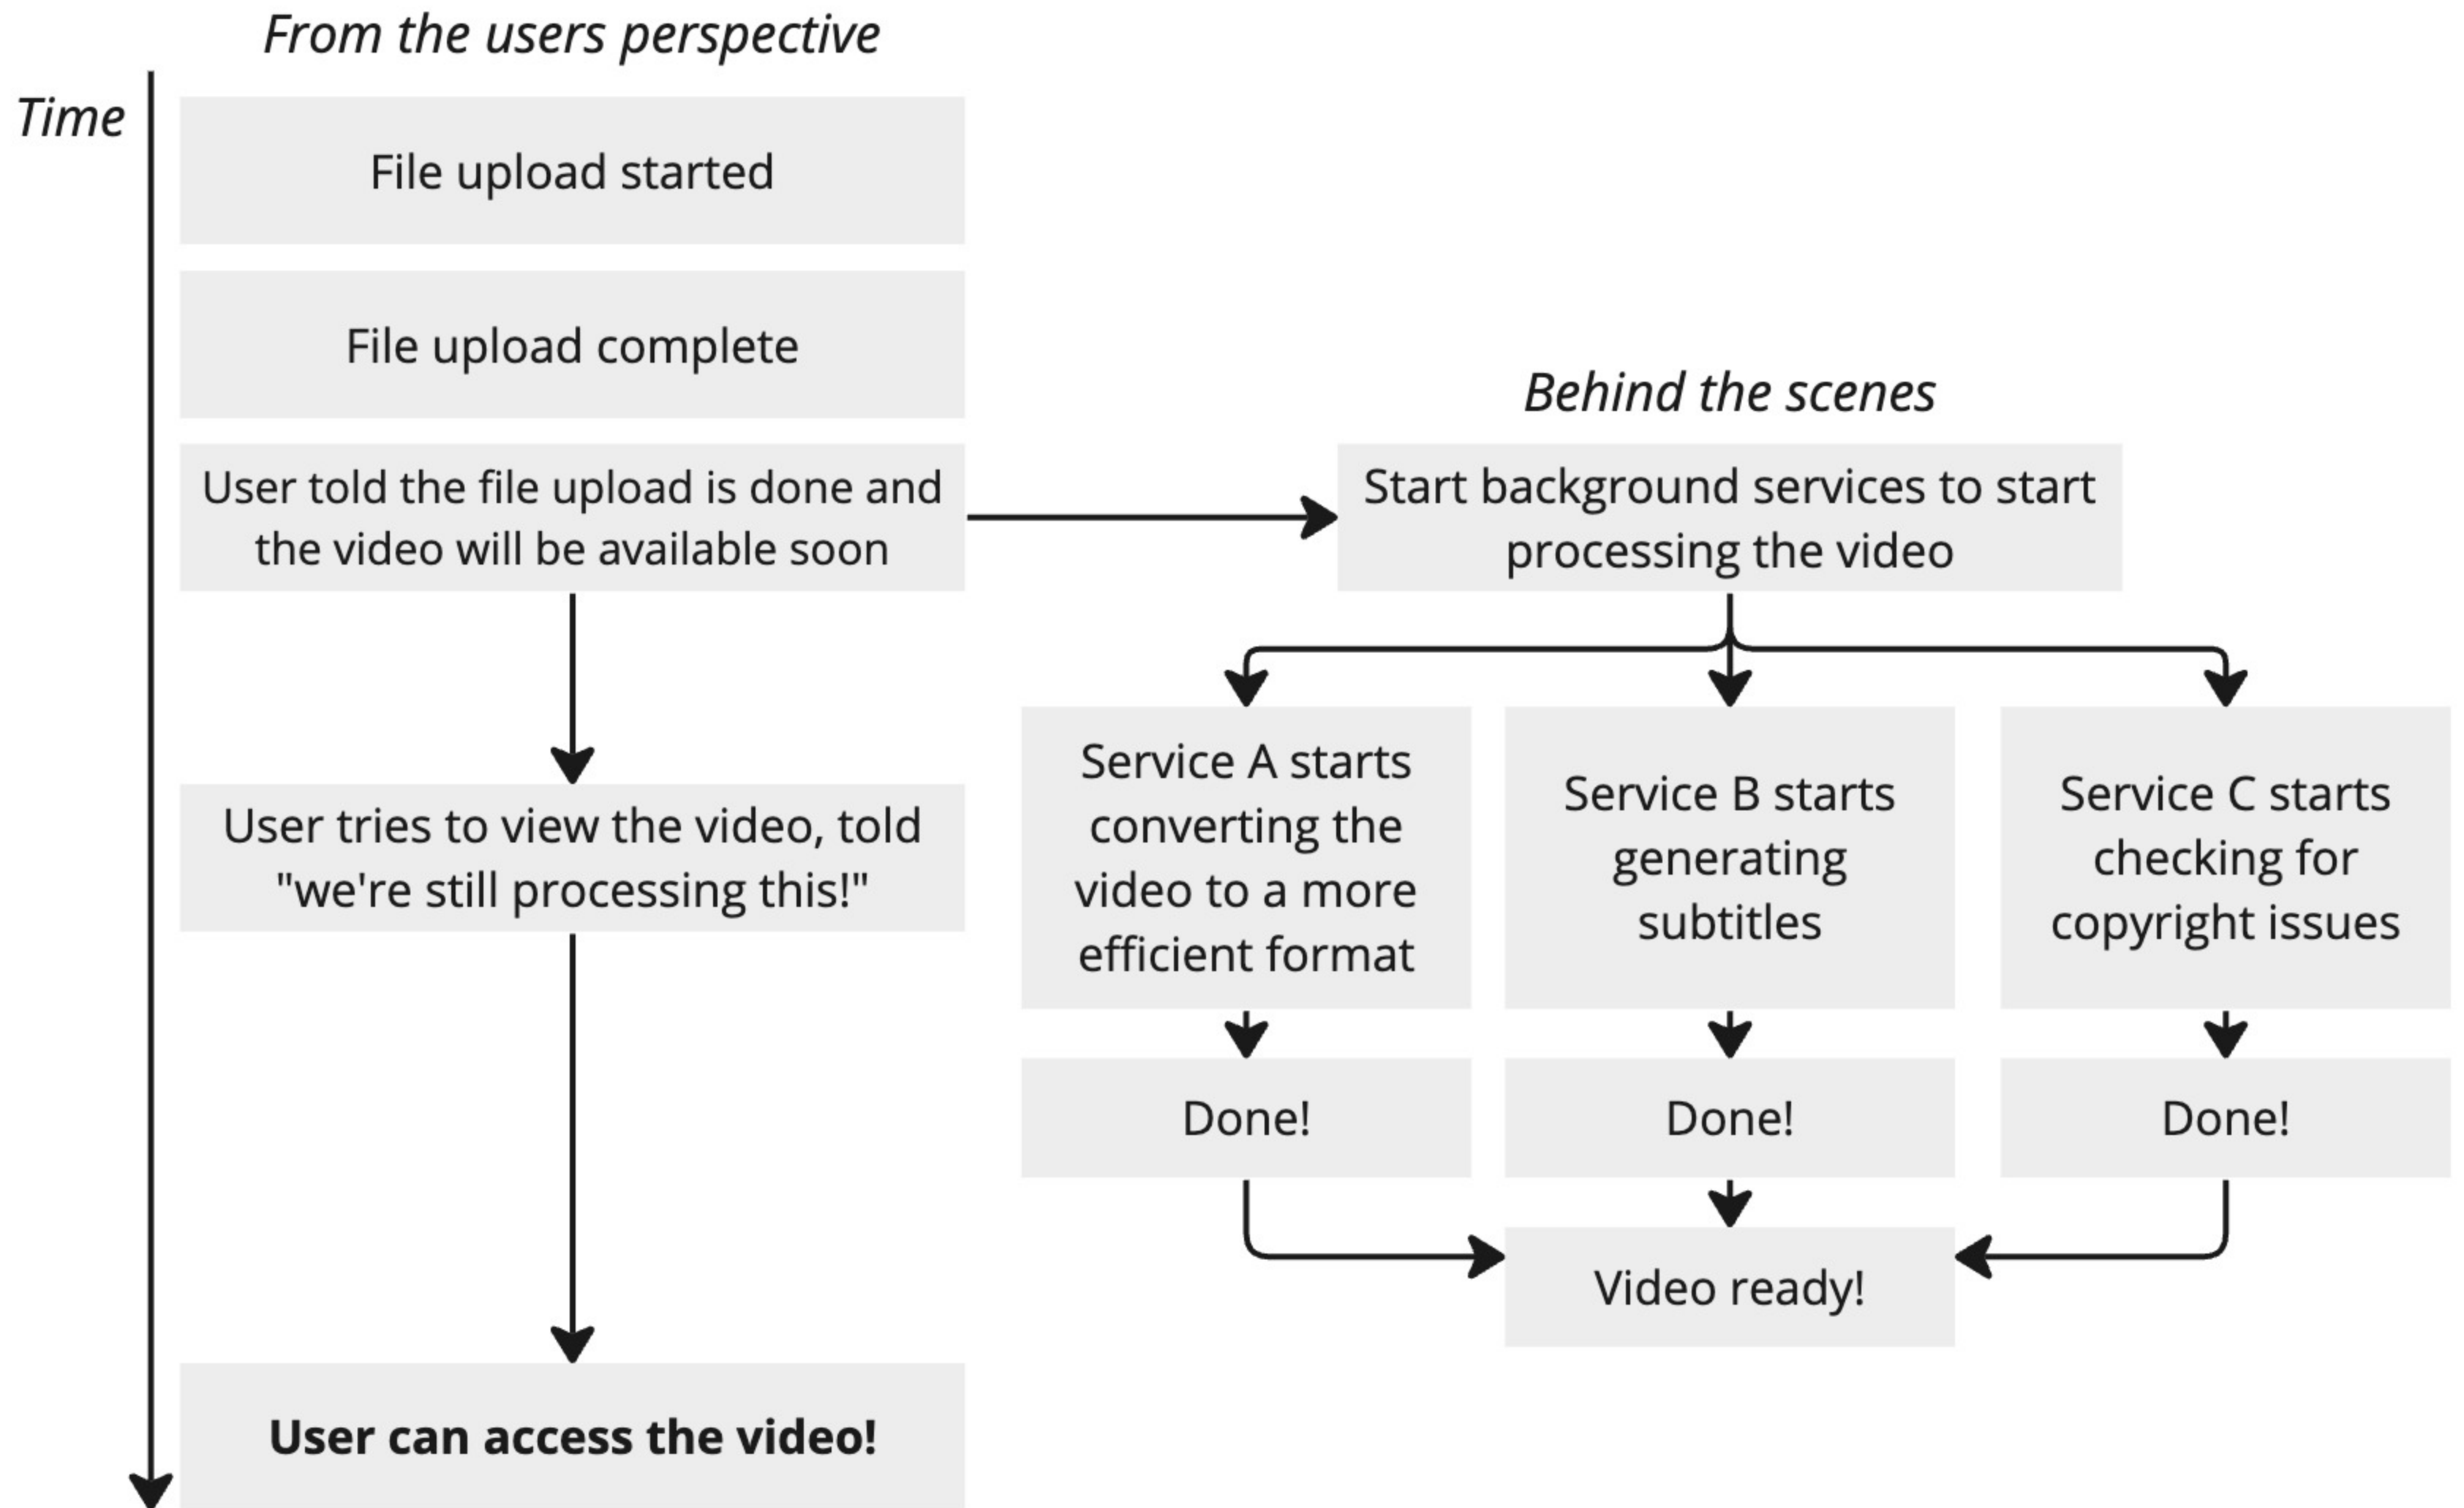 From the users perspective
Time
File upload started
File upload complete
User told the file upload is done and
the video will be available soon
User tries to view the video, told
"we're still processing this!"
User can access the video!
Behind the scenes
Start background services to start
processing the video
Service A starts
converting the
video to a more
efficient format
Done!
Service B starts
generating
subtitles
Done!
Service C starts
checking for
copyright issues
Done!
Video ready!